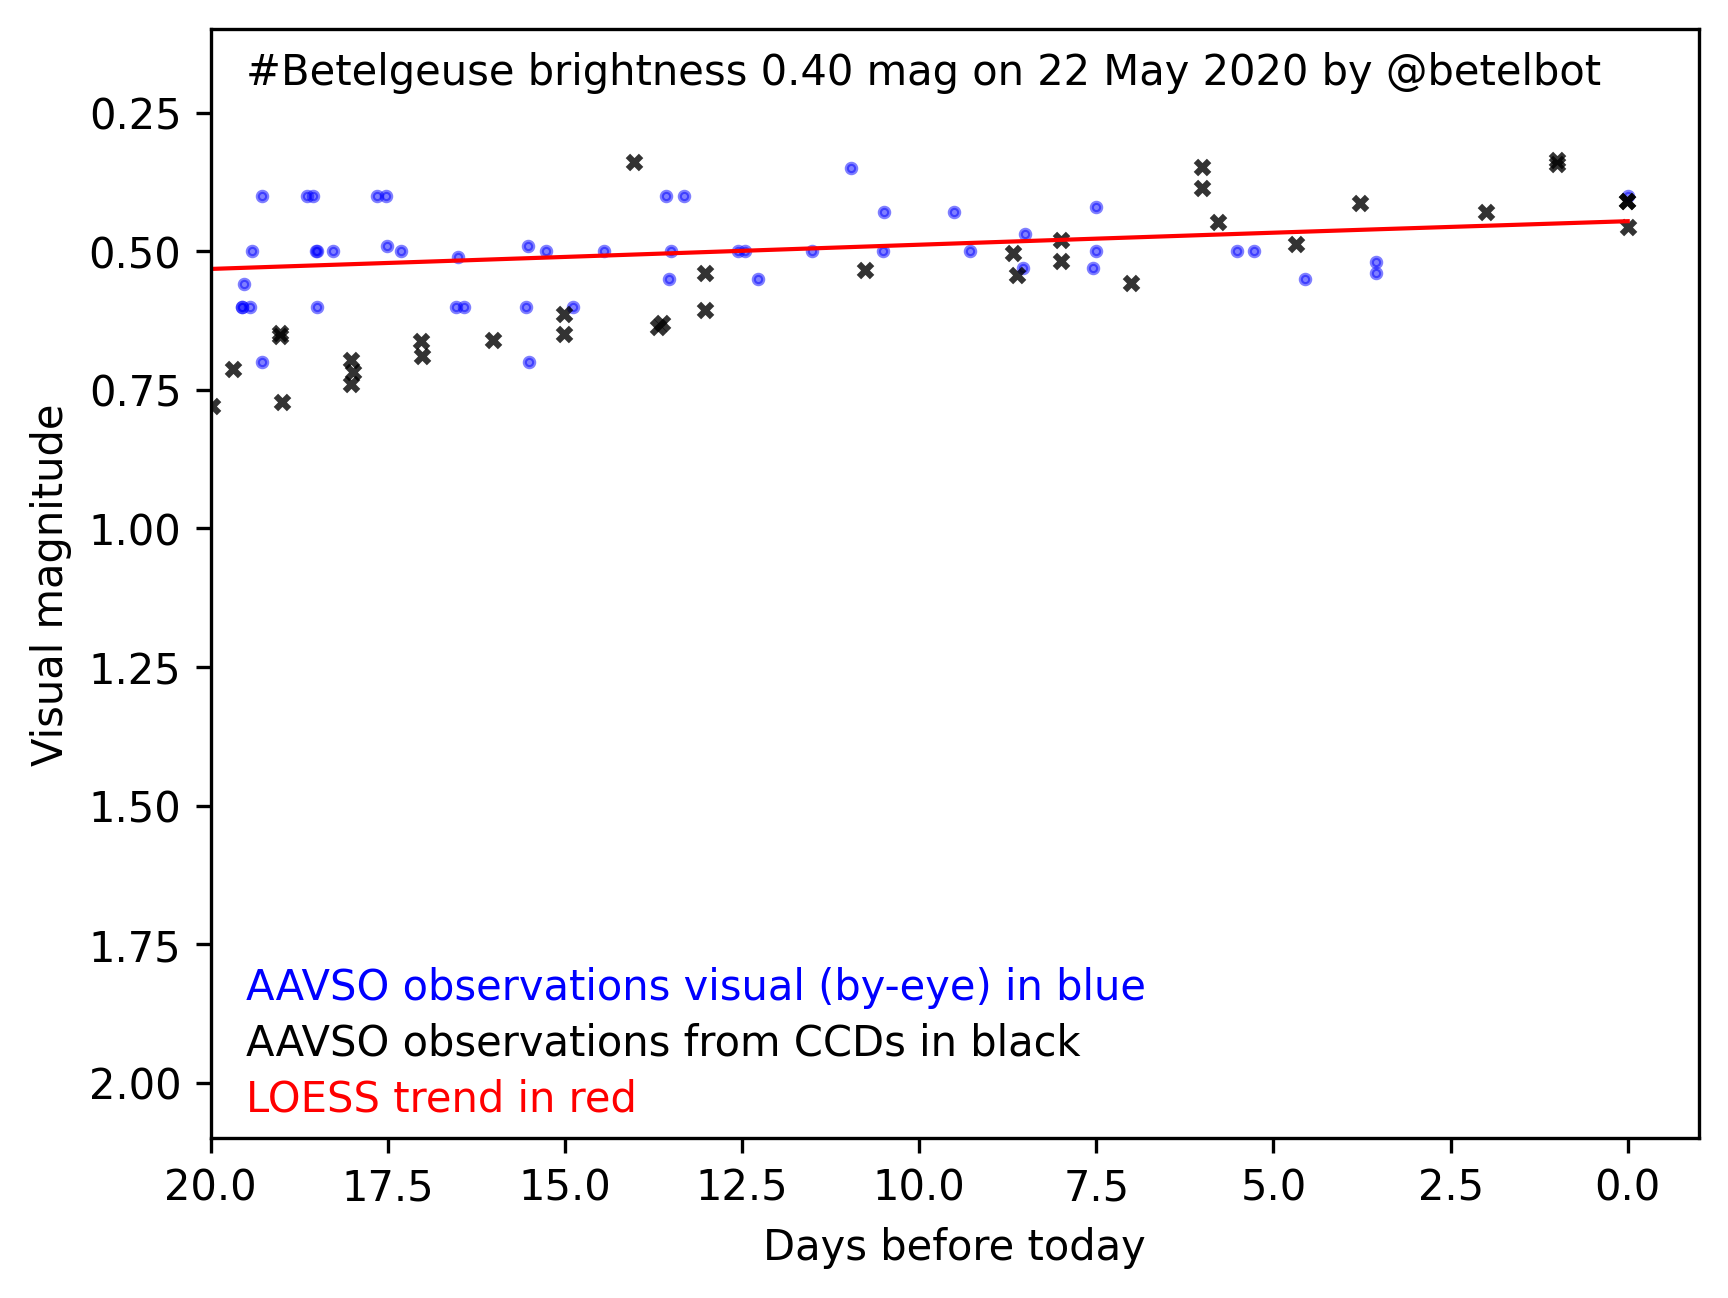 #Betelgeuse brightness 0.40 mag on 22 May 2020 by @betelbot
0.25
0.50
0.75
1.00
1.25
1.50
1.75
2.00
Visual magnitude
AAVSO observations visual (by-eye) in blue
AAVSO observations from CCDs in black
LOESS trend in red
20.0 17.5 15.0 12.5 10.0 7.5 5.0 2.5 0.0
Days before today